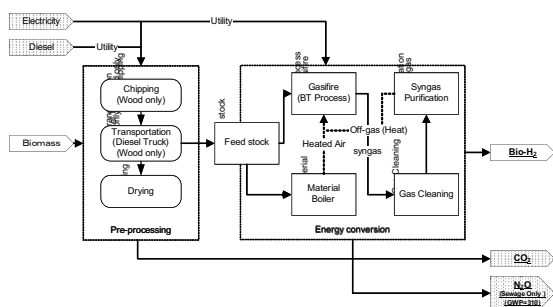 Electricity
Utility
Diesel
Utility
Chipping
(Wood only)
Gasifire
(BT Process)
Syngas
Purification
stock
Biomass
Transportation
(Diesel Truck)
(Wood only)
Feed stock
Off-gas (Heat)
Heated Air
syngas
Bio-H2
Drying
Material
Boiler
Gas Cleaning
Cleaning
Pre-processing
Energy conversion
CO2
N2O
(Sewage Only)
(GWP=310)